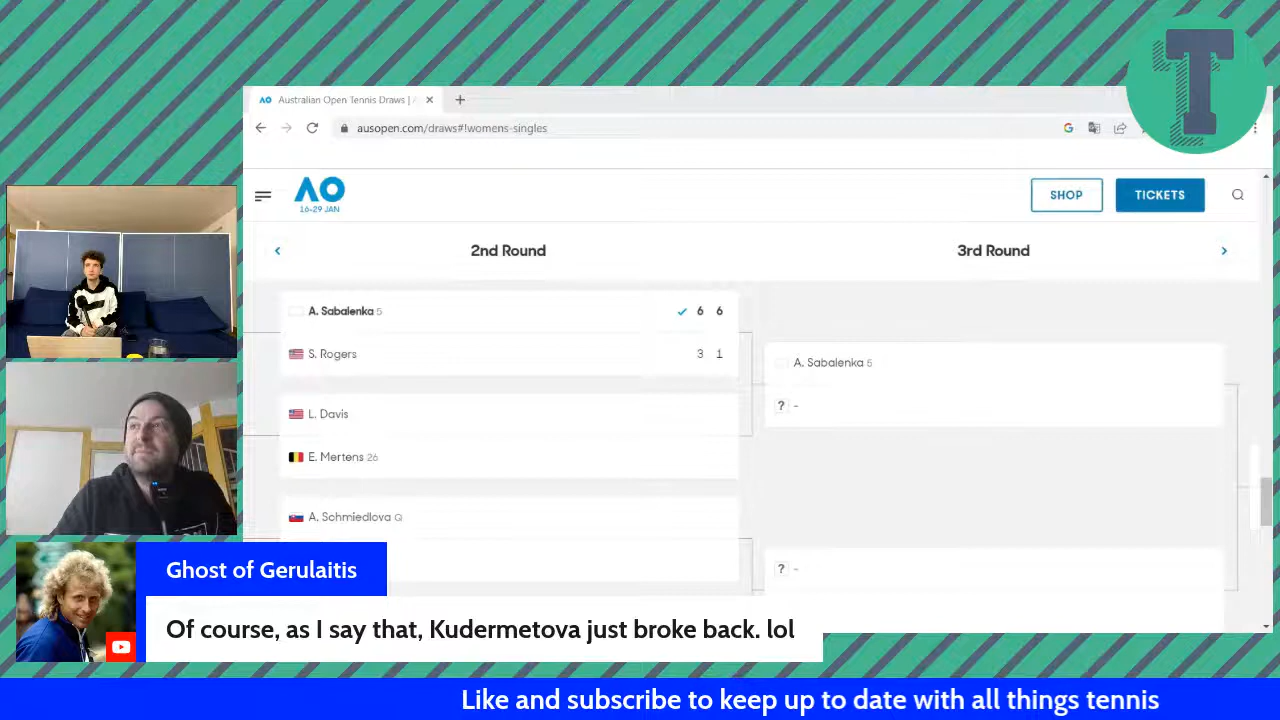 T
Australian Open Tennis Draws | A
ausopen.com/draws#!womens-singles
AO
16-29 JAN
SHOP
TICKETS
2nd Round
3rd Round
A. Sabalenka 5
6 6
S. Rogers
3 1
A. Sabalenka 5
? -
L. Davis
E. Mertens 26
A. Schmiedlova Q
? -
Ghost of Gerulaitis
Of course, as I say that, Kudermetova just broke back. lol
Like and subscribe to keep up to date with all things tennis